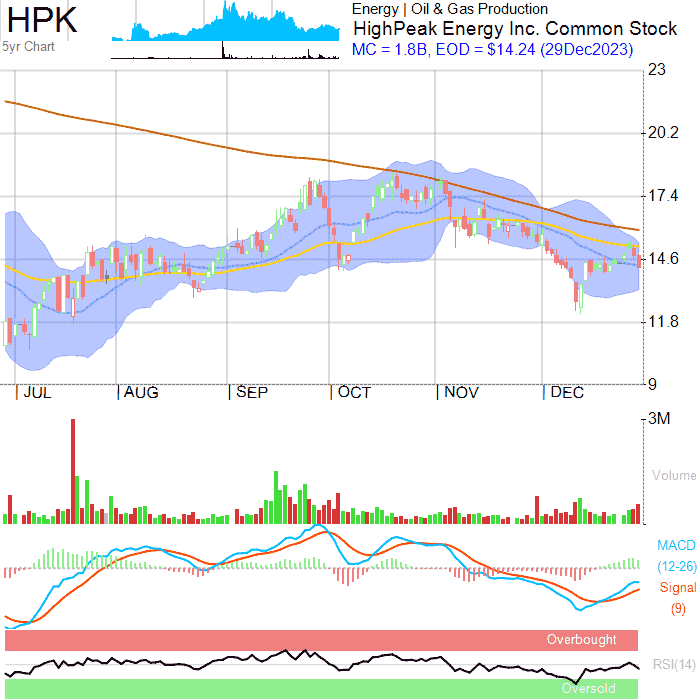 HPK
5yr Chart
Energy | Oil & Gas Production
HighPeak Energy Inc. Common Stock
MC = 1.8B, EOD = $14.24 (29Dec2023)
23
20.2
17.4
14.6
11.8
9
JUL AUG SEP OCT NOV DEC
3M
Volume
MACD
(12-26)
Signal
(9)
Overbought
RSI(14)
Oversold